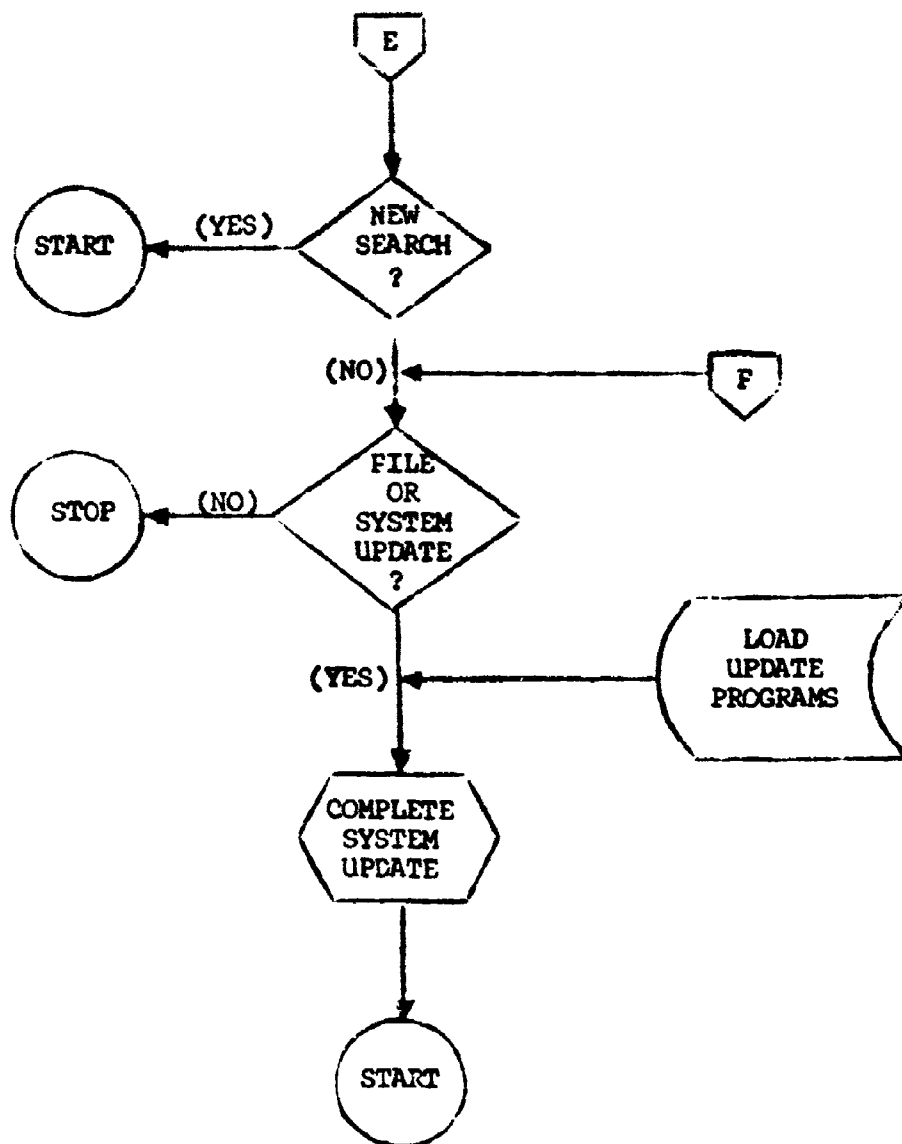 E
NEW
SEARCH
?
(YES)
START
(NO)
F
FILE
OR
SYSTEM
UPDATE
?
(NO)
STOP
(YES)
LOAD
UPDATE
PROGRAMS
COMPLETE
SYSTEM
UPDATE
START